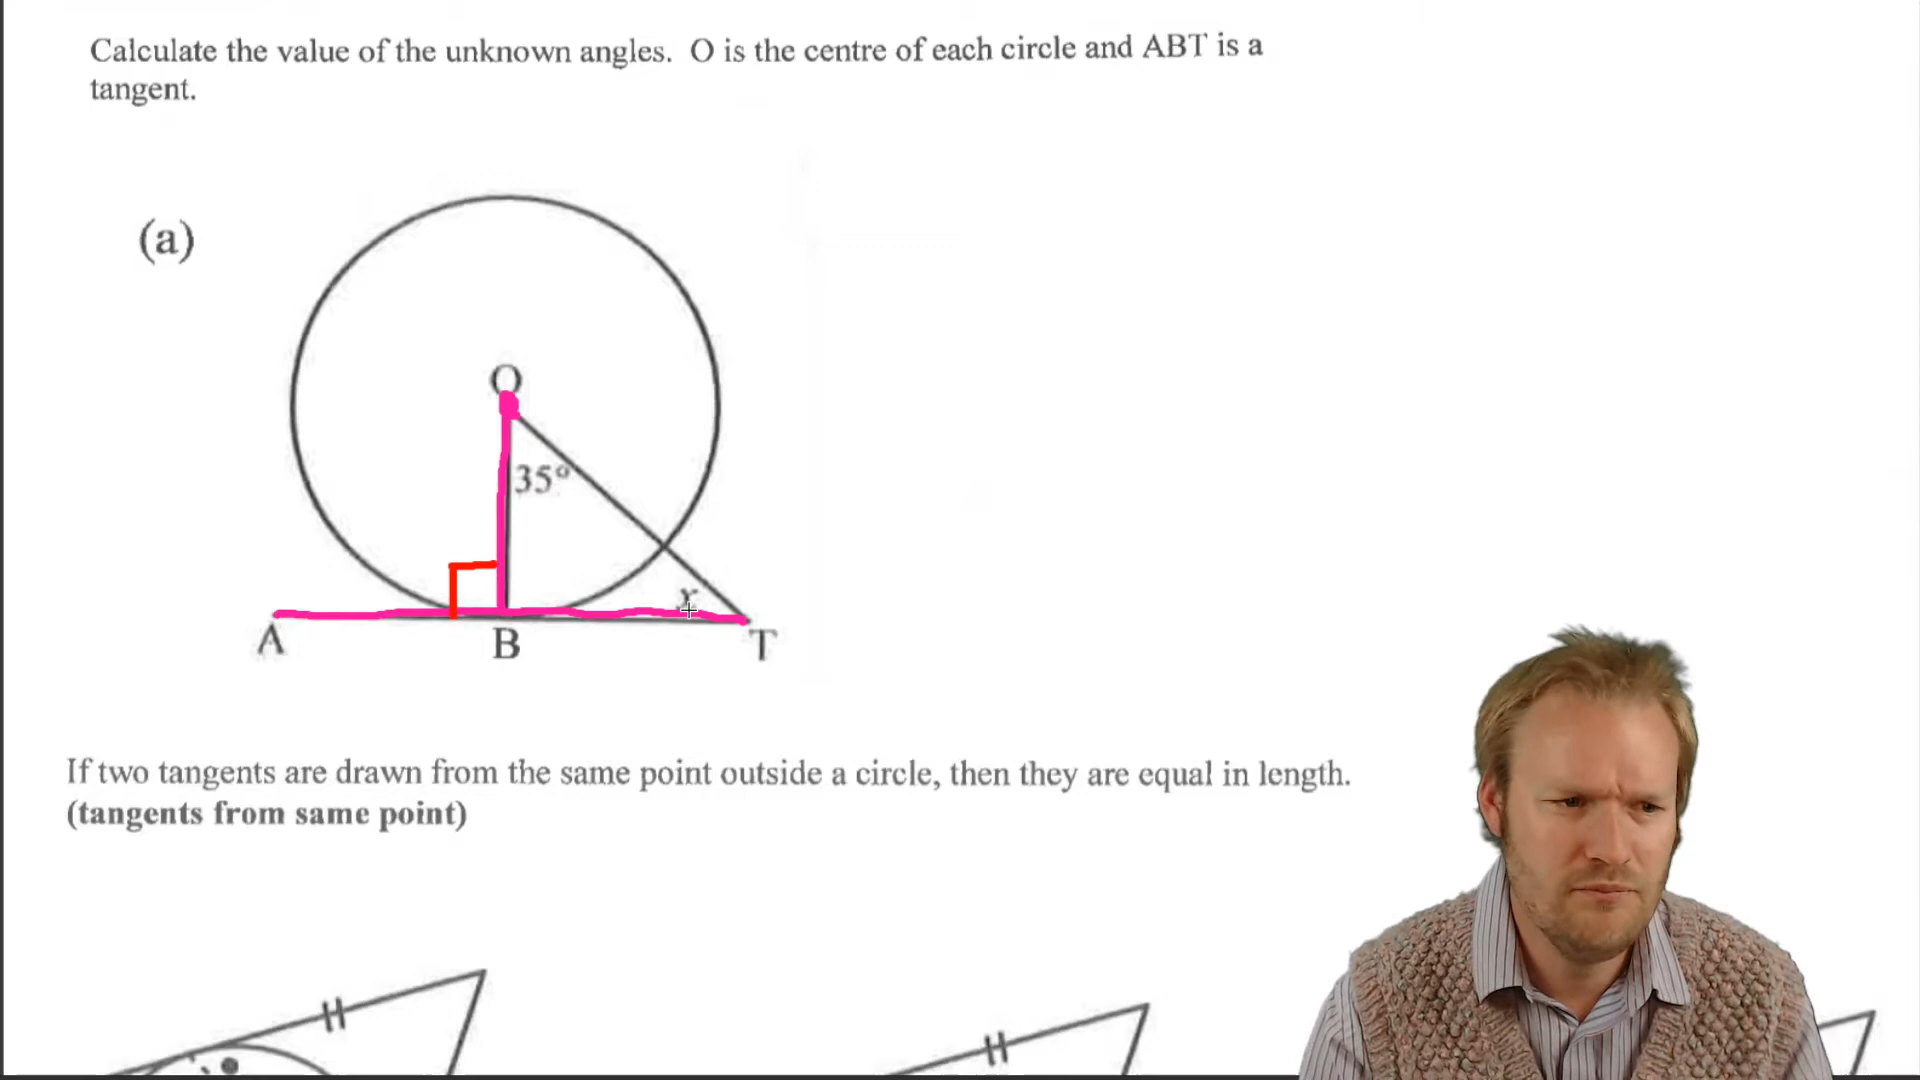 Calculate the value of the unknown angles. O is the centre of each circle and ABT is a
tangent.
(a)
O
35°
x
A
B
T
If two tangents are drawn from the same point outside a circle, then they are equal in length.
(tangents from same point)